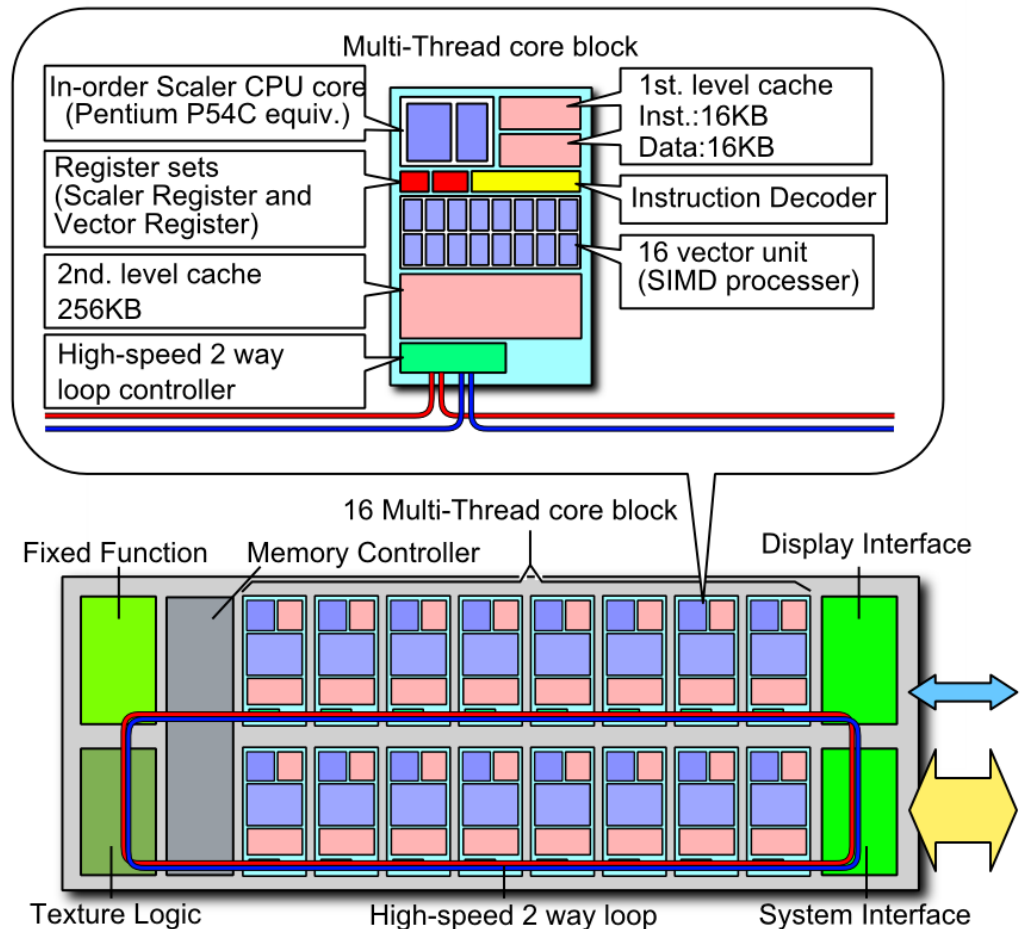 Multi-Thread core block
In-order Scaler CPU core
(Pentium P54C equiv.)
1st. level cache
Inst.:16KB
Data:16KB
Register sets
(Scaler Register and
Vector Register)
Instruction Decoder
2nd. level cache
256KB
16 vector unit
(SIMD processer)
High-speed 2 way
loop controller
16 Multi-Thread core block
Fixed Function
Memory Controller
Display Interface
Texture Logic
High-speed 2 way loop
System Interface